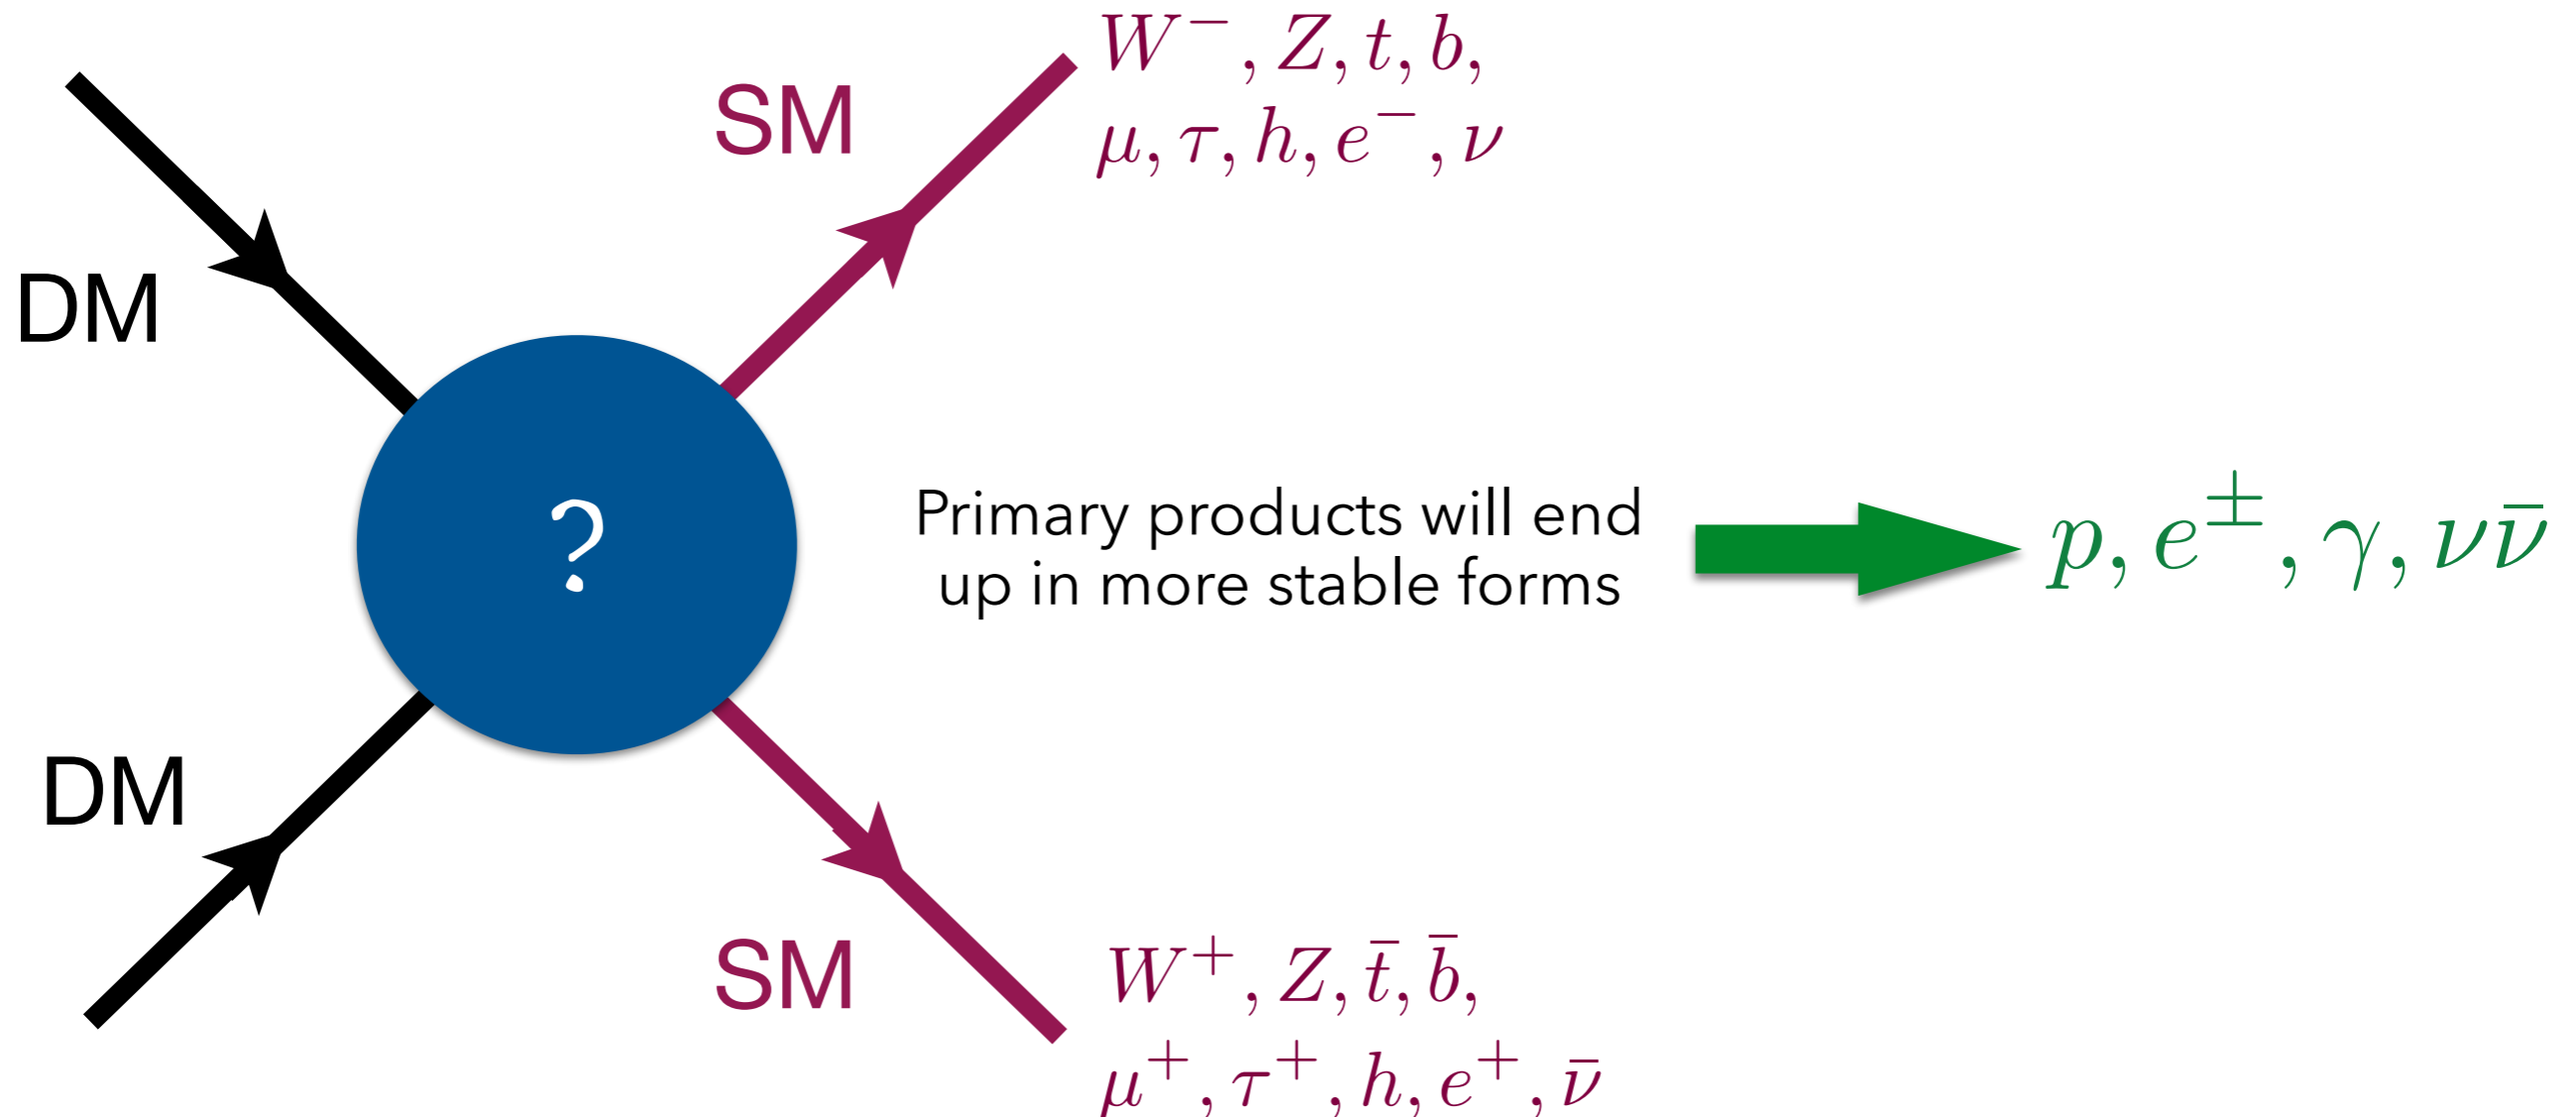 W⁻, Z, t, b,
μ, τ, h, e⁻, ν
SM
DM
?
Primary products will end
up in more stable forms
p, e±, γ, νν̄
DM
SM
W⁺, Z, t̄, b̄,
μ⁺, τ⁺, h, e⁺, ν̄